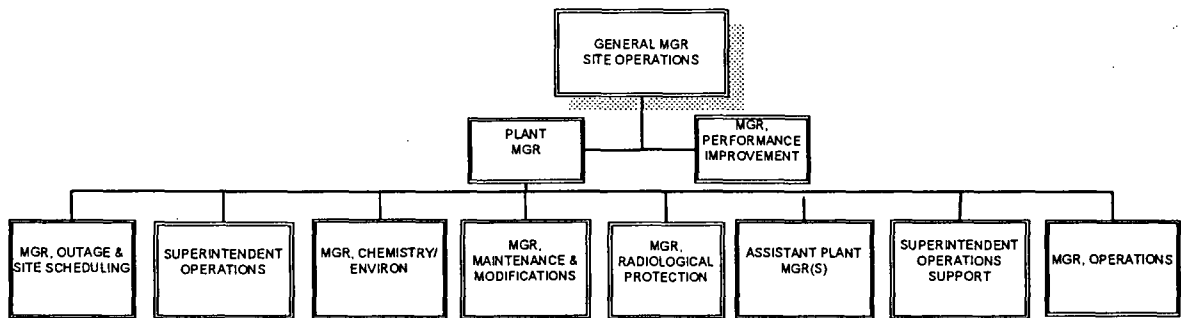 GENERAL MGR
SITE OPERATIONS
PLANT
MGR
MGR,
PERFORMANCE
IMPROVEMENT
MGR, OUTAGE &
SITE SCHEDULING
SUPERINTENDENT
OPERATIONS
MGR, CHEMISTRY/
ENVIRON
MGR,
MAINTENANCE &
MODIFICATIONS
MGR,
RADIOLOGICAL
PROTECTION
ASSISTANT PLANT
MGR(S)
SUPERINTENDENT
OPERATIONS
SUPPORT
MGR, OPERATIONS